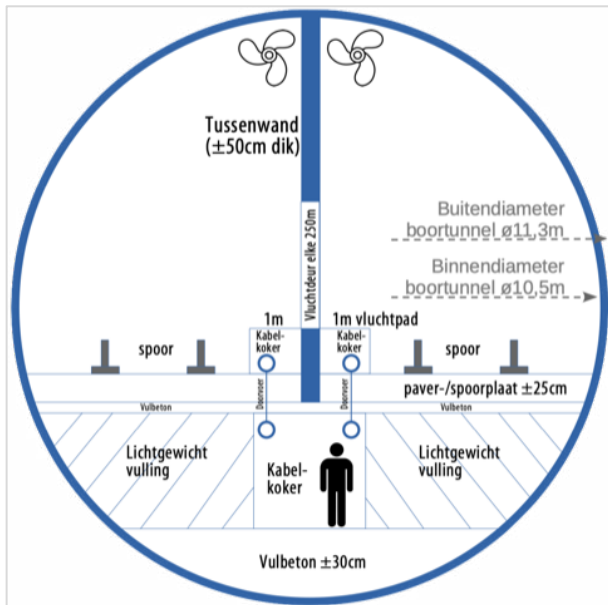 Tussenwand
(±50cm dik)
Vluchtdeur elke 250m
Buitendiameter
boortunnel ø11,3m
Binnendiameter
boortunnel ø10,5m
1m
1m vluchtpad
Kabel-
koker
Kabel-
koker
spoor
spoor
paver-/spoorplaat ±25cm
Doorvoer
Doorvoer
Vulbeton
Vulbeton
Lichtgewicht
vulling
Kabel-
koker
Lichtgewicht
vulling
Vulbeton ±30cm